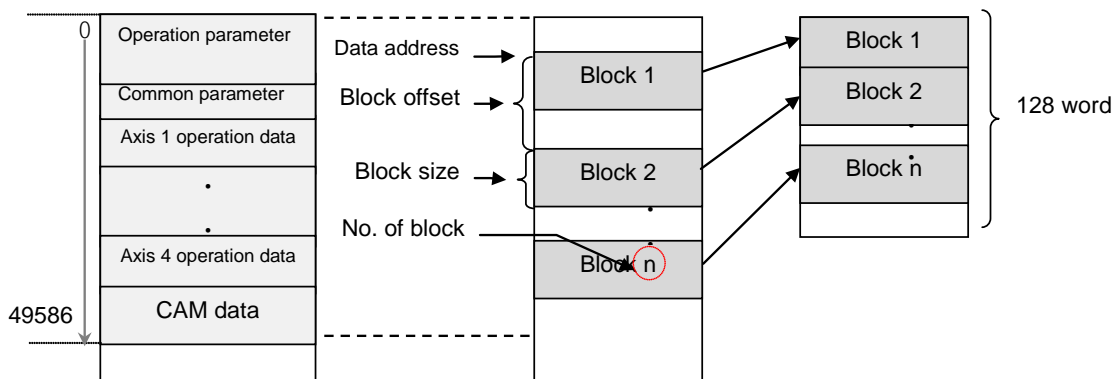 0
Operation parameter
Common parameter
Axis 1 operation data
Axis 4 operation data
CAM data
49586
Data address
Block offset
Block size
No. of block
Block 1
Block 2
Block n
Block 1
Block 2
Block n
128 word